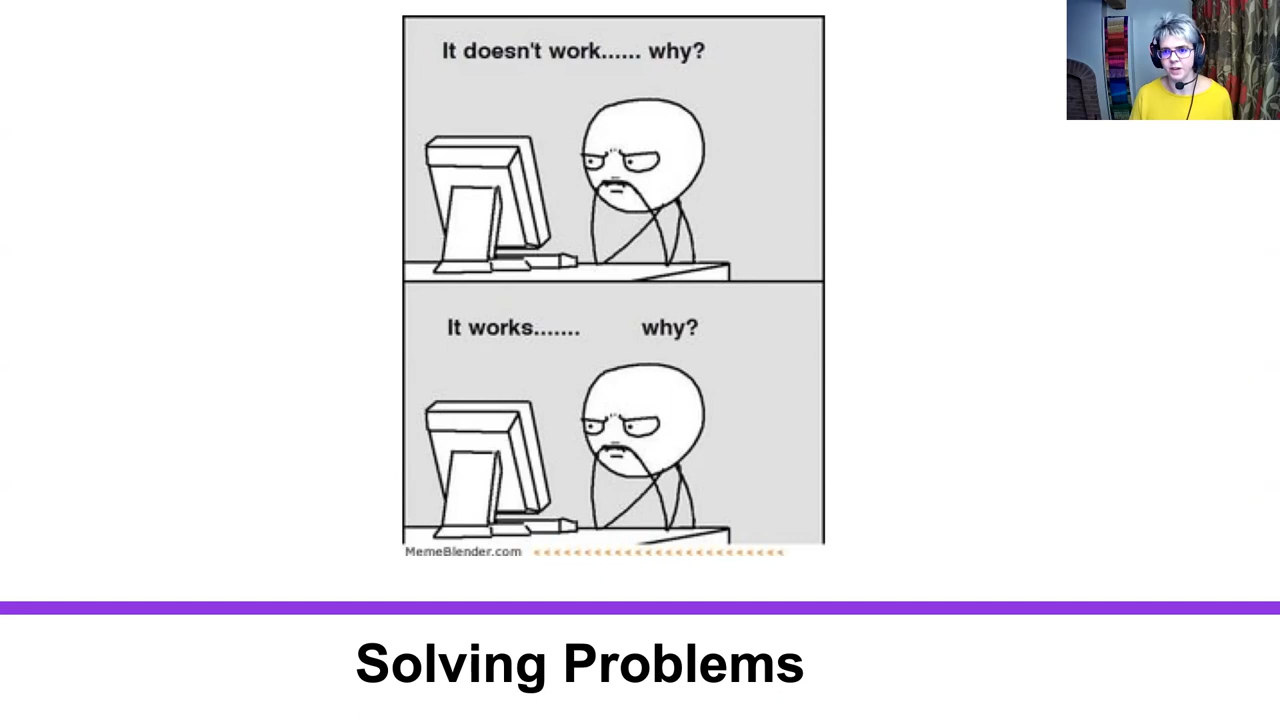 It doesn't work...... why?
It works....... why?
MemeBlender.com
Solving Problems